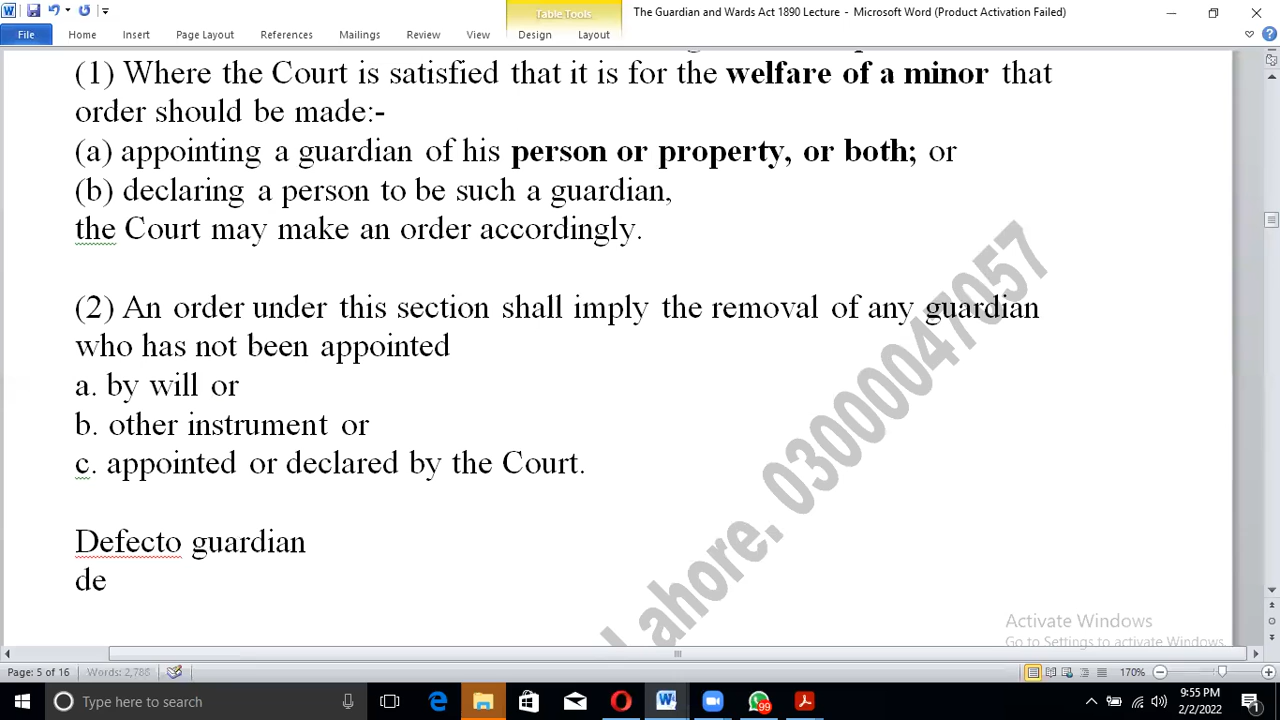 Table Tools
The Guardian and Wards Act 1890 Lecture - Microsoft Word (Product Activation Failed)
File Home Insert Page Layout References Mailings Review View Design Layout
(1) Where the Court is satisfied that it is for the welfare of a minor that
order should be made:-
(a) appointing a guardian of his person or property, or both; or
(b) declaring a person to be such a guardian,
the Court may make an order accordingly.
(2) An order under this section shall imply the removal of any guardian
who has not been appointed
a. by will or
b. other instrument or
c. appointed or declared by the Court.
Defecto guardian
de
Lahore. 03000047057
Activate Windows
Go to Settings to activate Windows.
Page: 5 of 16 Words: 2,786 170%
Type here to search
99
9:55 PM
2/2/2022
1